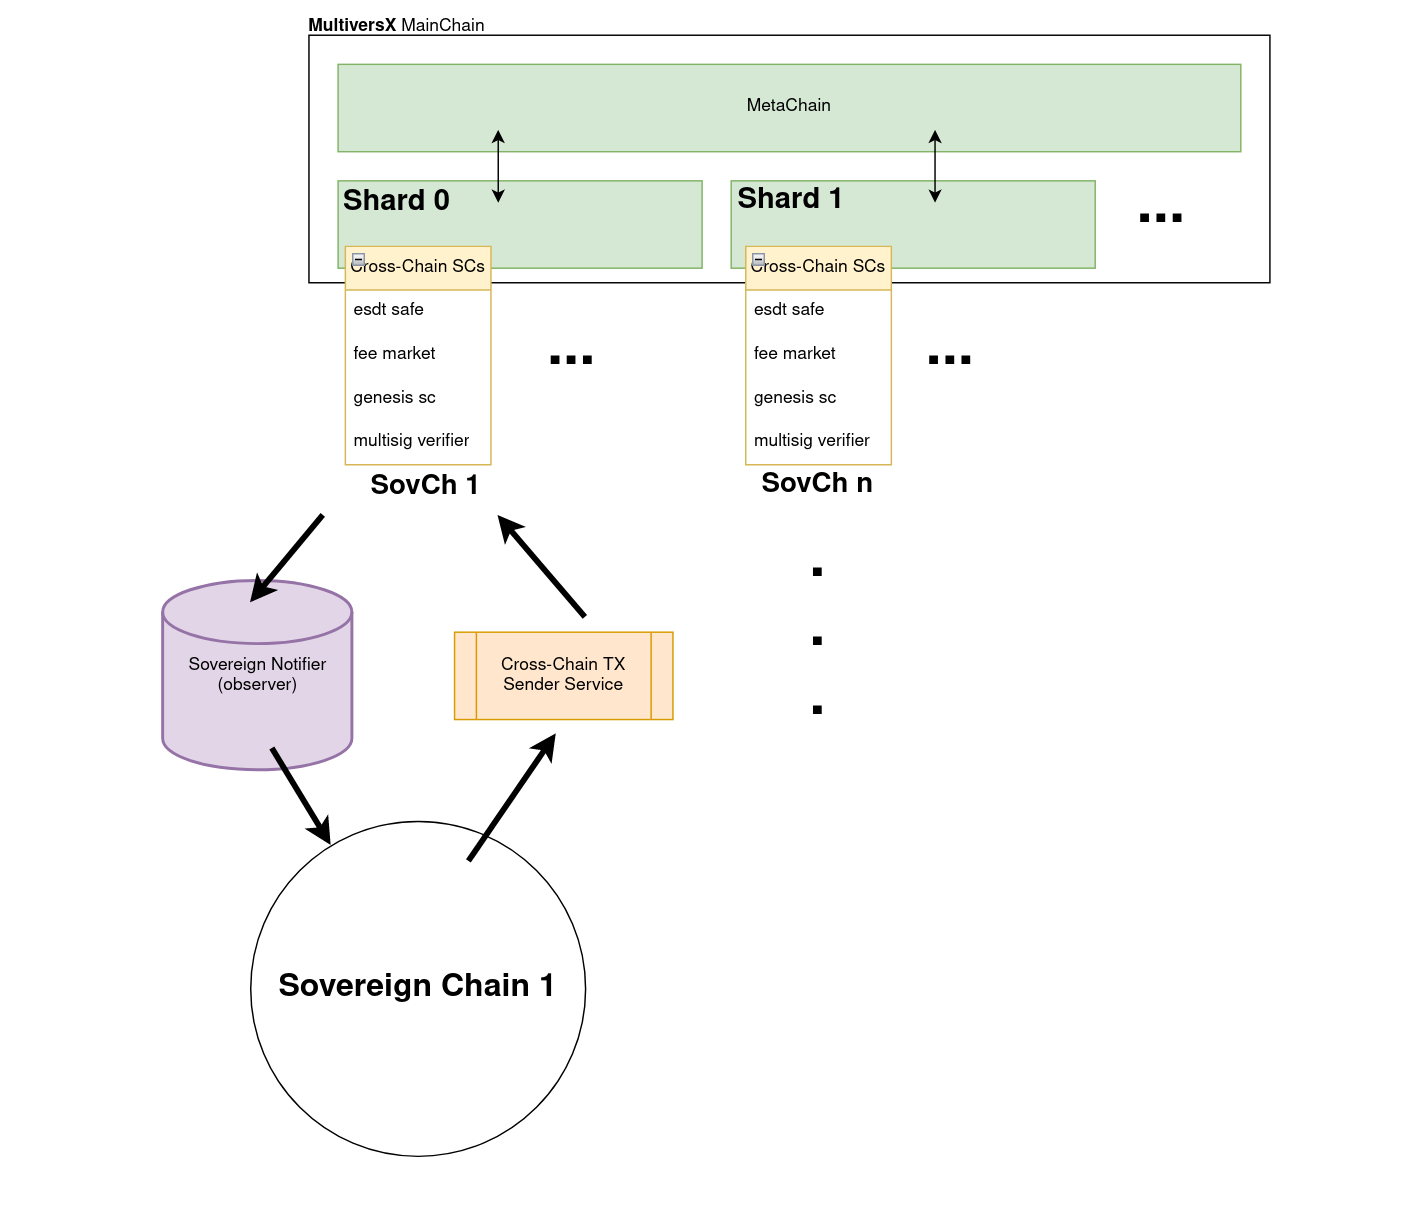 MultiversX MainChain
MetaChain
Shard 0
Shard 1
...
Cross-Chain SCs
esdt safe
fee market
genesis sc
multisig verifier
SovCh 1
...
Cross-Chain SCs
esdt safe
fee market
genesis sc
multisig verifier
SovCh n
...
.
.
.
Sovereign Notifier
(observer)
Cross-Chain TX
Sender Service
Sovereign Chain 1